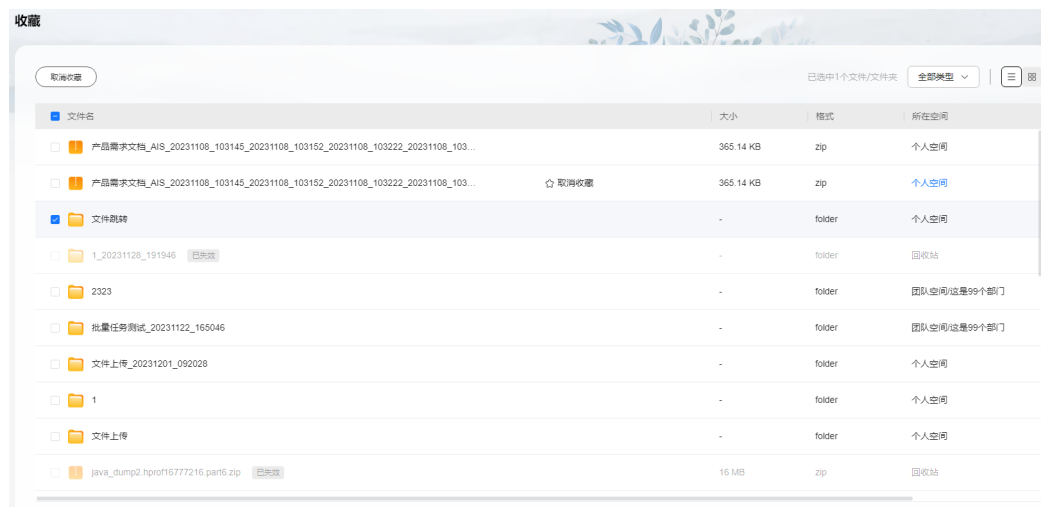 收藏
取消收藏 已选中1个文件/文件夹 全部类型
文件名 大小 格式 所在空间
产品需求文档_AIS_20231108_103145_20231108_103152_20231108_103222_20231108_103... 365.14 KB zip 个人空间
产品需求文档_AIS_20231108_103145_20231108_103152_20231108_103222_20231108_103... 取消收藏 365.14 KB zip 个人空间
文件跳转 - folder 个人空间
1_20231128_191946 已失效 - folder 回收站
2323 - folder 团队空间/这是99个部门
批量任务测试_20231122_165046 - folder 团队空间/这是99个部门
文件上传_20231201_092028 - folder 个人空间
1 - folder 个人空间
文件上传 - folder 个人空间
java_dump2.hprof16777216.part6.zip 已失效 16 MB zip 回收站